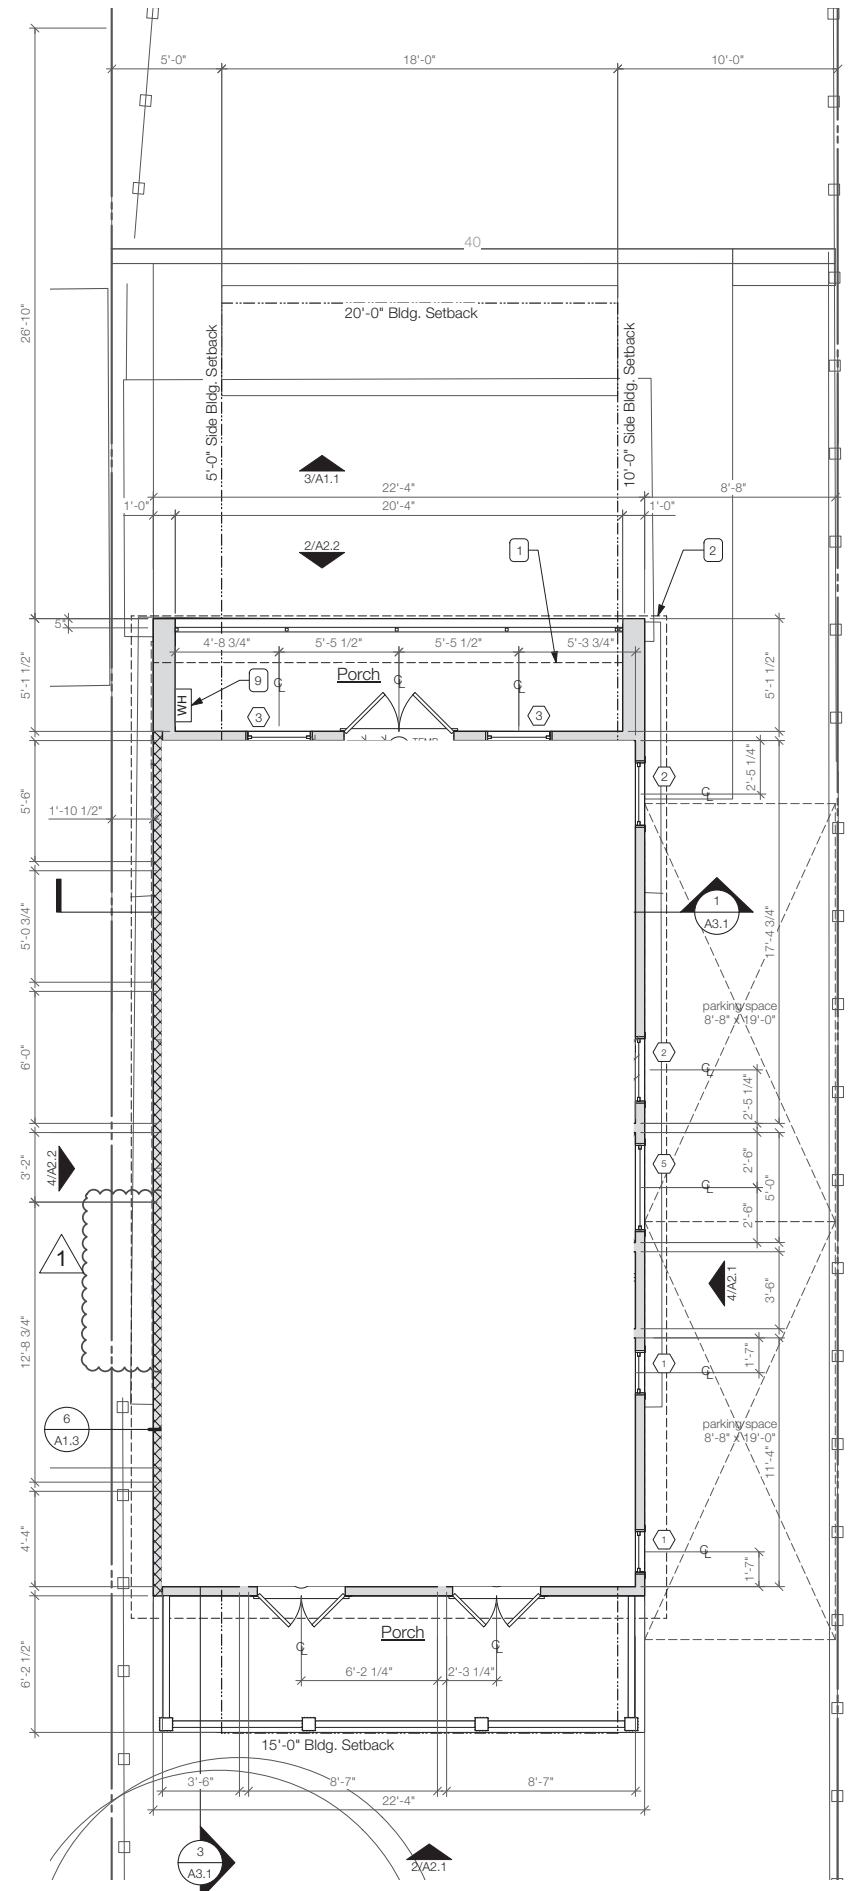 5'-0"
18'-0"
10'-0"
40
26'-10"
20'-0" Bldg. Setback
5'-0" Side Bldg. Setback
10'-0" Side Bldg. Setback
3/A1.1
22'-4"
8'-8"
1'-0"
20'-4"
1'-0"
2/A2.2
1
2
5"
4'-8 3/4"
5'-5 1/2"
5'-5 1/2"
5'-3 3/4"
5'-1 1/2"
Porch
9
WH
3
3
5'-1 1/2"
2
2'-5 1/4"
5'-6"
1'-10 1/2"
1
A3.1
5'-0 3/4"
17'-4 3/4"
parking space
8'-8" x 19'-0"
6'-0"
2
2'-5 1/4"
3'-2"
4/A2.2
5
2'-6"
5'-0"
2'-6"
1
4/A2.1
3'-6"
12'-8 3/4"
1
1'-7"
6
A1.3
parking space
8'-8" x 19'-0"
11'-4"
4'-4"
1
1'-7"
6'-2 1/2"
Porch
6'-2 1/4"
2'-3 1/4"
15'-0" Bldg. Setback
3'-6"
8'-7"
8'-7"
22'-4"
3
A3.1
2/A2.1